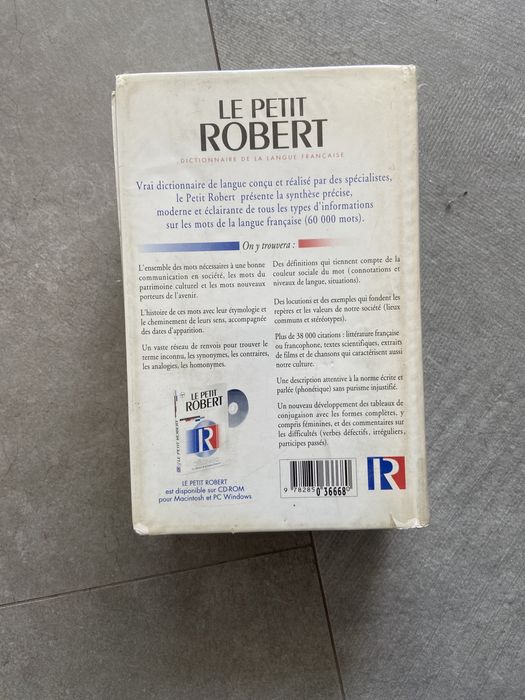 LE PETIT
ROBERT
DICTIONNAIRE DE LA LANGUE FRANÇAISE
Vrai dictionnaire de langue conçu et réalisé par des spécialistes,
le Petit Robert présente la synthèse précise,
moderne et éclairante de tous les types d'informations
sur les mots de la langue française (60 000 mots).
On y trouvera :
L'ensemble des mots nécessaires à une bonne
communication en société, les mots du
patrimoine culturel et les mots nouveaux
porteurs de l'avenir.
L'histoire de ces mots avec leur étymologie et
le cheminement de leurs sens, accompagnée
des dates d'apparition.
Un vaste réseau de renvois pour trouver le
terme inconnu, les synonymes, les contraires,
les analogies, les homonymes.
LE PETIT
ROBERT
LE PETIT ROBERT
R
LE PETIT ROBERT
est disponible sur CD-ROM
pour Macintosh et PC Windows
Des définitions qui tiennent compte de la
couleur sociale du mot (connotations et
niveaux de langue, situations).
Des locutions et des exemples qui fondent les
repères et les valeurs de notre société (lieux
communs et stéréotypes).
Plus de 38 000 citations : littérature française
ou francophone, textes scientifiques, extraits
de films et de chansons qui caractérisent aussi
notre culture.
Une description attentive à la norme écrite et
parlée (phonétique) sans purisme injustifié.
Un nouveau développement des tableaux de
conjugaison avec les formes complètes, y
compris féminines, et des commentaires sur
les difficultés (verbes défectifs, irréguliers,
participes passés).
9 782850 366680
R